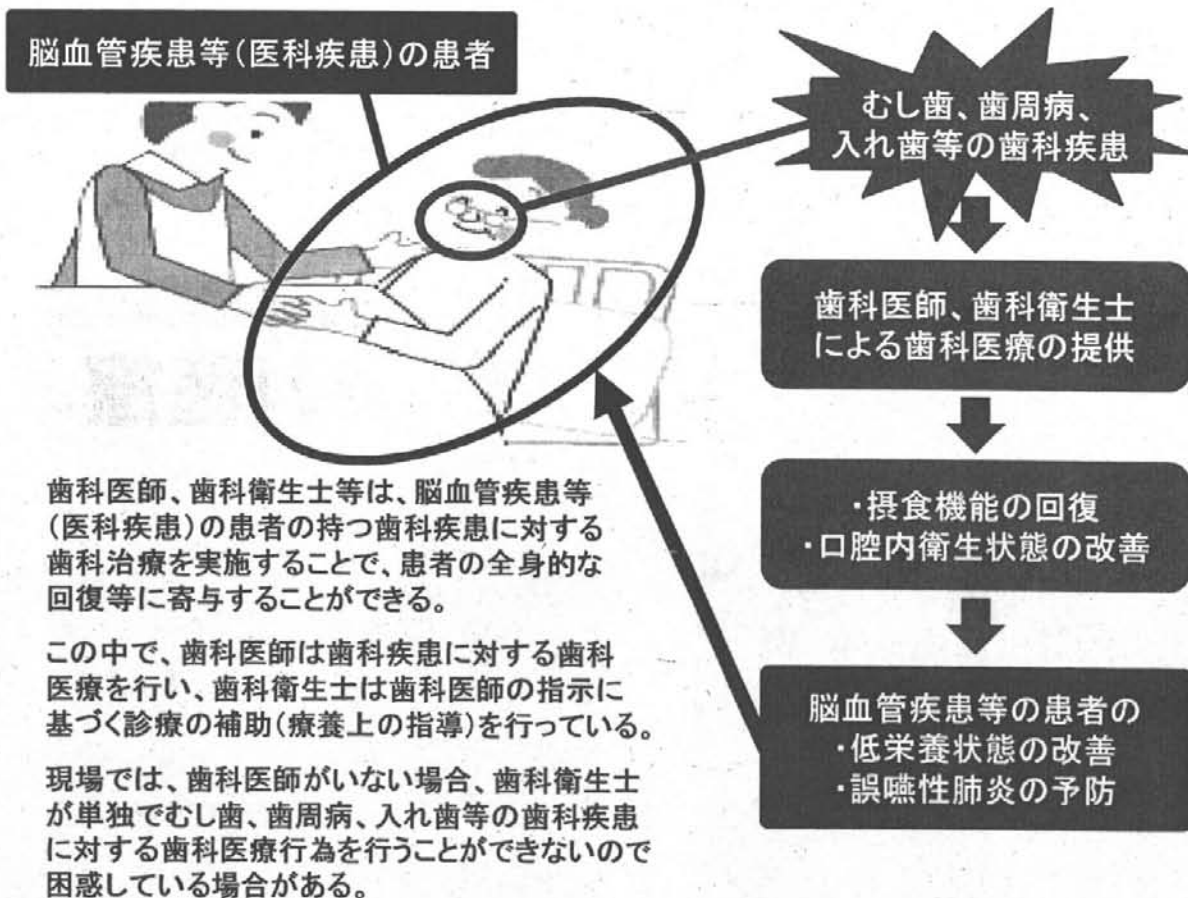 脳血管疾患等(医科疾患)の患者
むし歯、歯周病、
入れ歯等の歯科疾患
歯科医師、歯科衛生士
による歯科医療の提供
・摂食機能の回復
・口腔内衛生状態の改善
脳血管疾患等の患者の
・低栄養状態の改善
・誤嚥性肺炎の予防
歯科医師、歯科衛生士等は、脳血管疾患等
(医科疾患)の患者の持つ歯科疾患に対する
歯科治療を実施することで、患者の全身的な
回復等に寄与することができる。
この中で、歯科医師は歯科疾患に対する歯科
医療を行い、歯科衛生士は歯科医師の指示に
基づく診療の補助(療養上の指導)を行っている。
現場では、歯科医師がいない場合、歯科衛生士
が単独でむし歯、歯周病、入れ歯等の歯科疾患
に対する歯科医療行為を行うことができないので
困惑している場合がある。